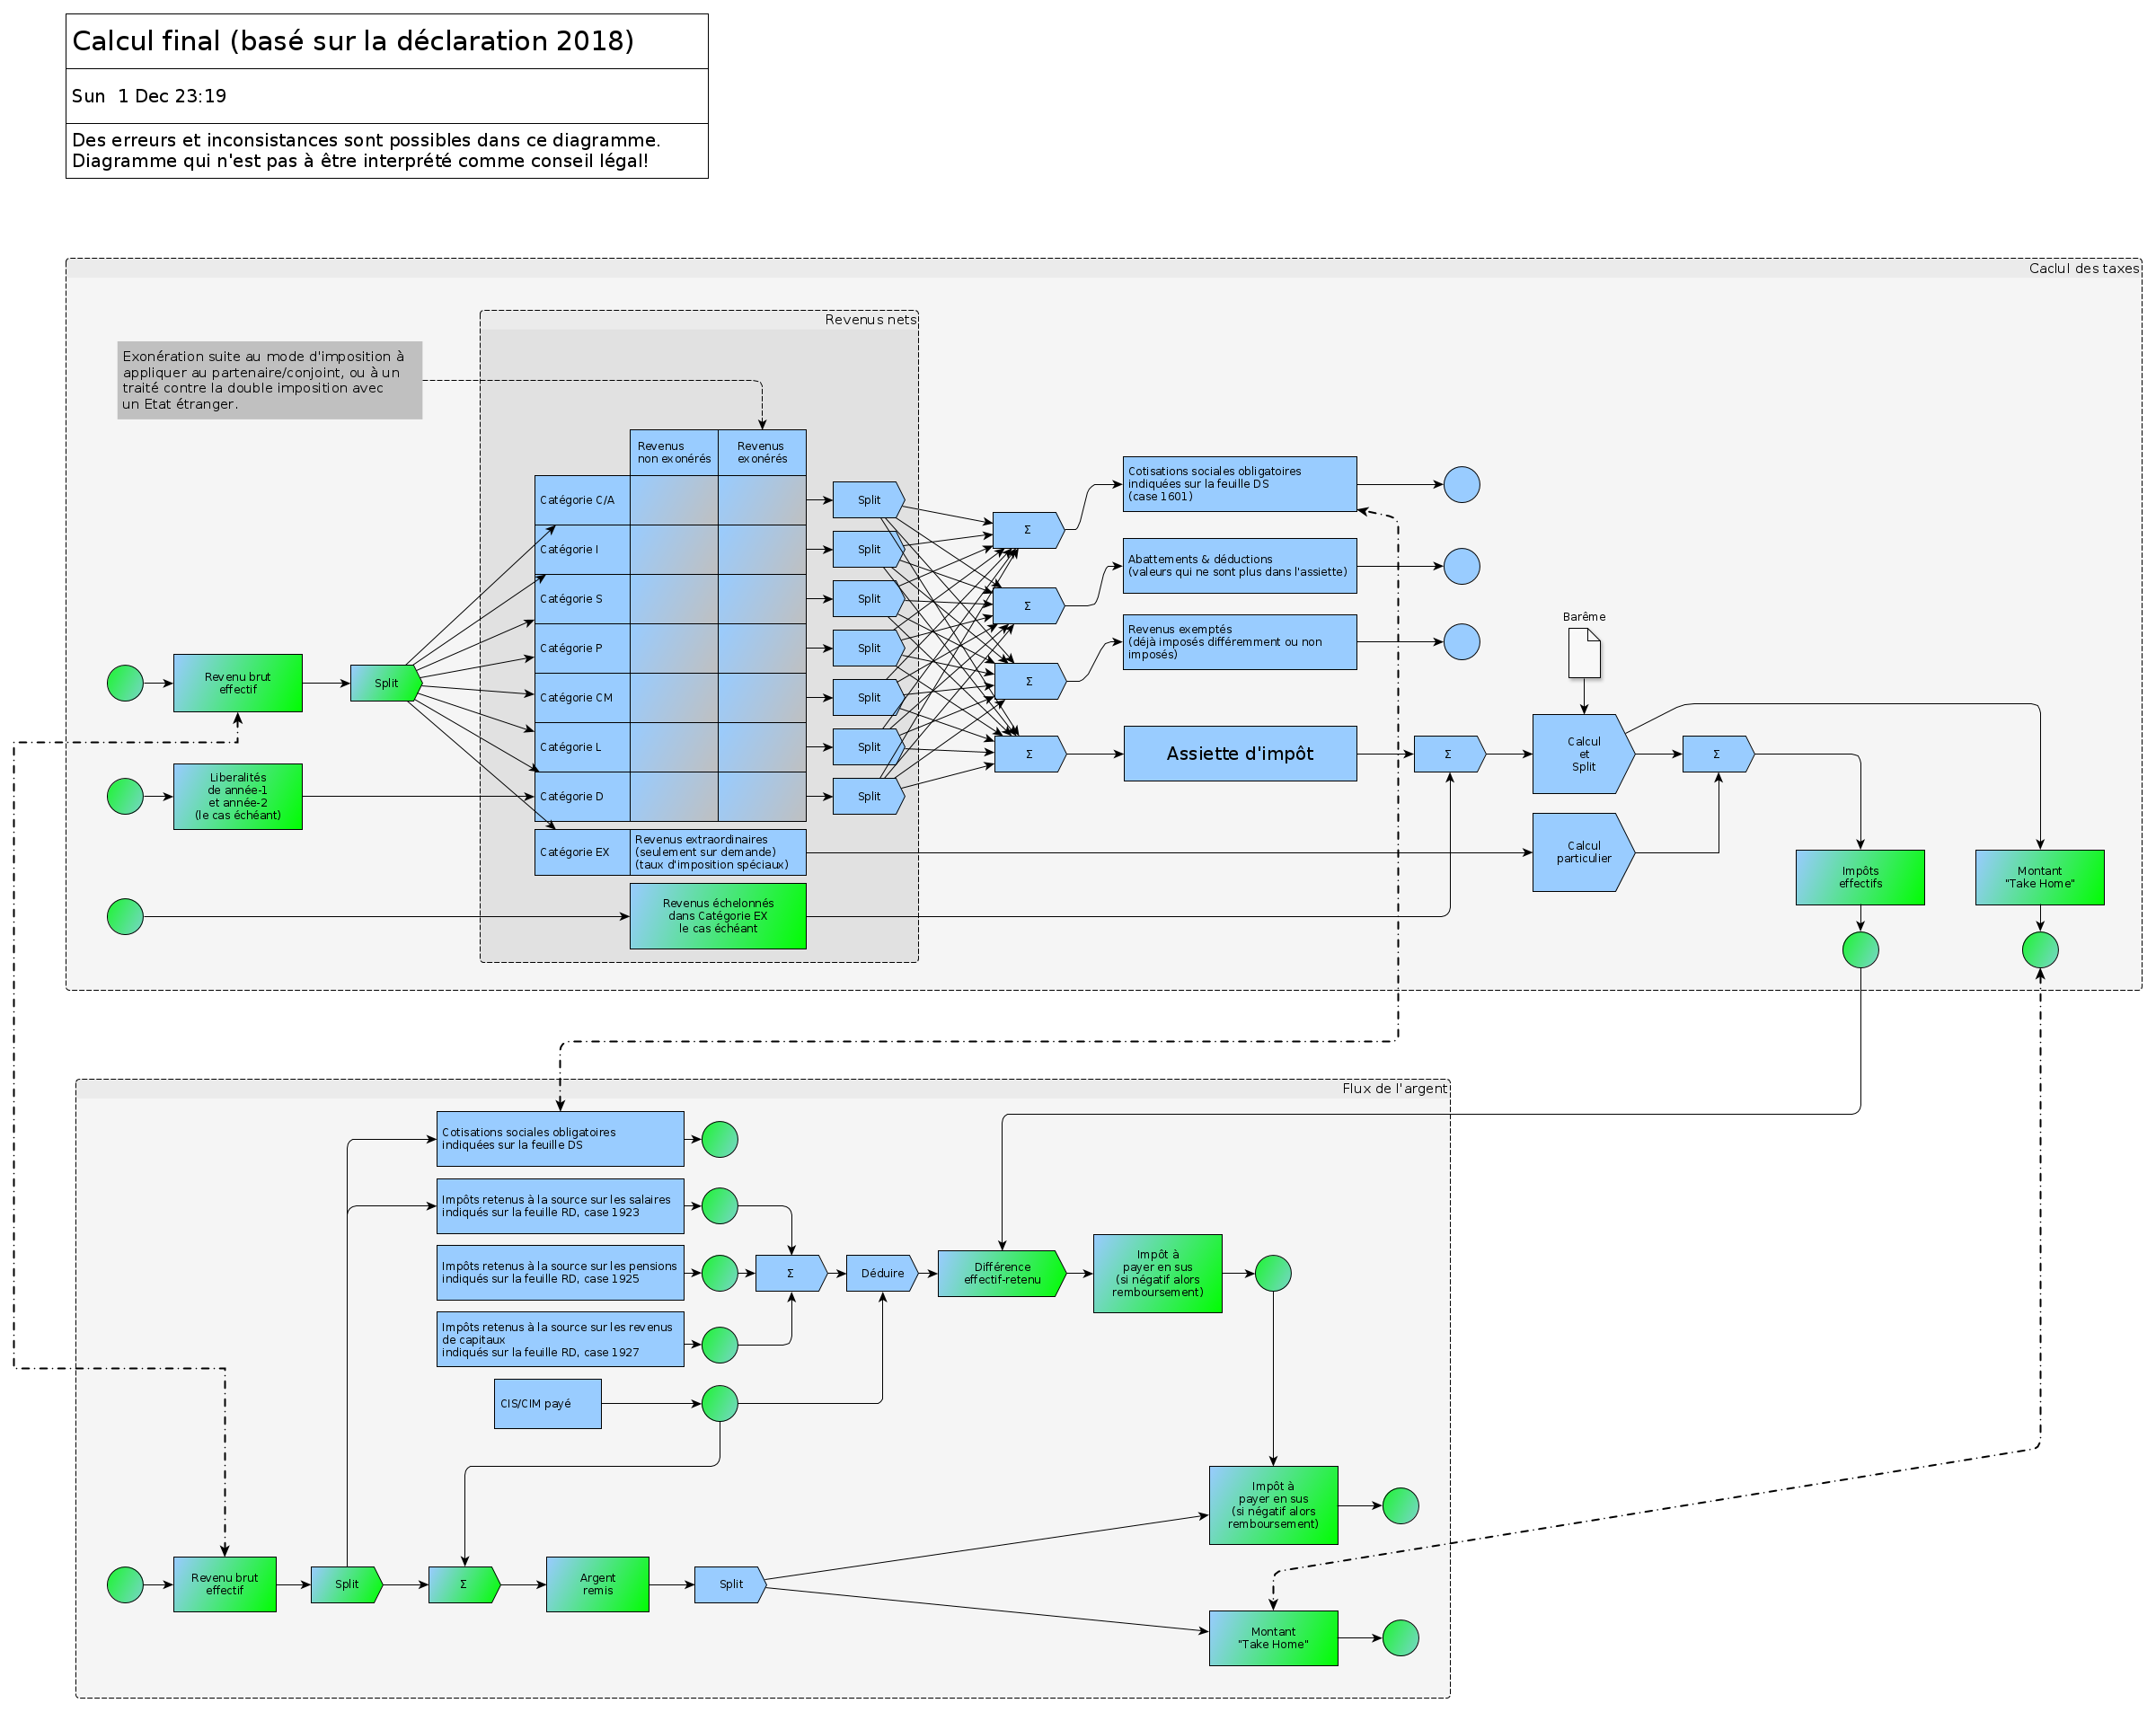 Calcul final (basé sur la déclaration 2018)
Sun  1 Dec 23:19
Des erreurs et inconsistances sont possibles dans ce diagramme.
Diagramme qui n'est pas à être interprété comme conseil légal!
Caclul des taxes
Revenus nets
Exonération suite au mode d'imposition à
appliquer au partenaire/conjoint, ou à un
traité contre la double imposition avec
un Etat étranger.
Revenus
non exonérés
Revenus
exonérés
Catégorie C/A
Catégorie I
Catégorie S
Catégorie P
Catégorie CM
Catégorie L
Catégorie D
Catégorie EX
Revenus extraordinaires
(seulement sur demande)
(taux d'imposition spéciaux)
Revenus échelonnés
dans Catégorie EX
le cas échéant
Revenu brut
effectif
Split
Liberalités
de année-1
et année-2
(le cas échéant)
Split
Split
Split
Split
Split
Split
Split
Σ
Σ
Σ
Σ
Cotisations sociales obligatoires
indiquées sur la feuille DS
(case 1601)
Abattements & déductions
(valeurs qui ne sont plus dans l'assiette)
Revenus exemptés
(déjà imposés différemment ou non
imposés)
Assiette d'impôt
Σ
Barême
Calcul
et
Split
Σ
Calcul
particulier
Impôts
effectifs
Montant
"Take Home"
Flux de l'argent
Cotisations sociales obligatoires
indiquées sur la feuille DS
Impôts retenus à la source sur les salaires
indiqués sur la feuille RD, case 1923
Impôts retenus à la source sur les pensions
indiqués sur la feuille RD, case 1925
Impôts retenus à la source sur les revenus
de capitaux
indiqués sur la feuille RD, case 1927
CIS/CIM payé
Σ
Déduire
Différence
effectif-retenu
Impôt à
payer en sus
(si négatif alors
remboursement)
Impôt à
payer en sus
(si négatif alors
remboursement)
Revenu brut
effectif
Split
Σ
Argent
remis
Split
Montant
"Take Home"